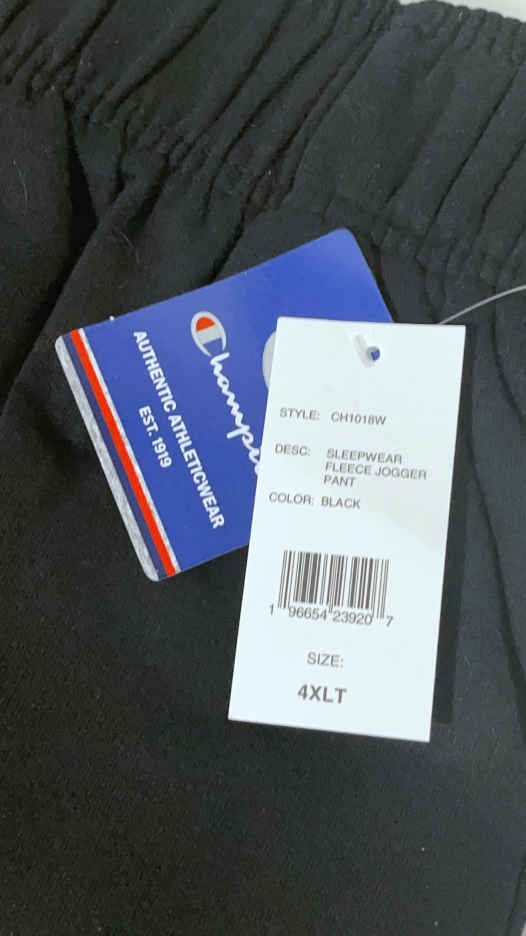 Champio
AUTHENTIC ATHLETICWEAR
EST. 1919
STYLE: CH1018W
DESC: SLEEPWEAR
FLEECE JOGGER
PANT
COLOR: BLACK
1 96654 23920 7
SIZE:
4XLT